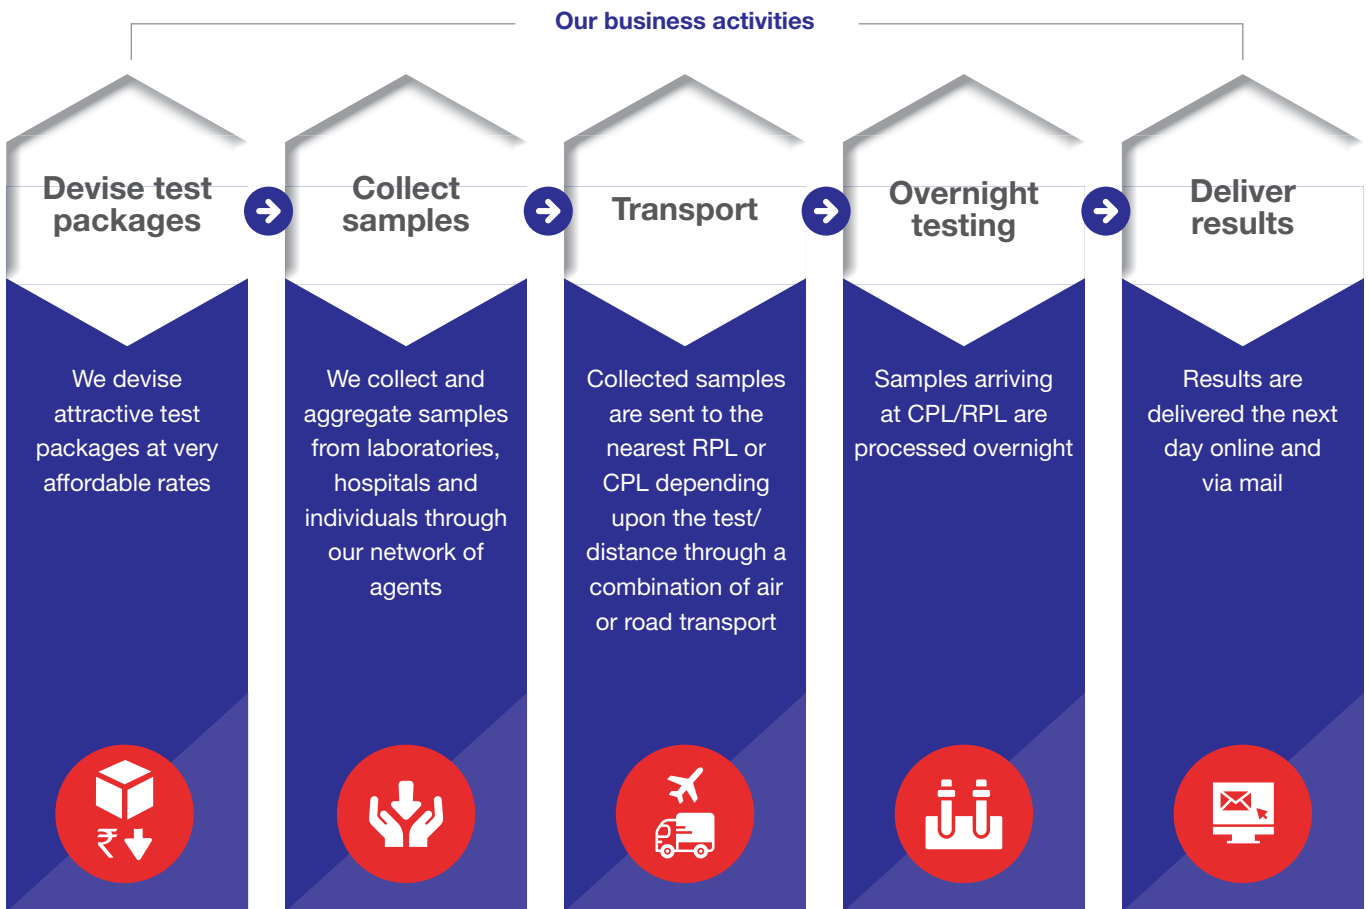 Our business activities
Devise test
packages
Collect
samples
Transport
Overnight
testing
Deliver
results
We devise
attractive test
packages at very
affordable rates
We collect and
aggregate samples
from laboratories,
hospitals and
individuals through
our network of
agents
Collected samples
are sent to the
nearest RPL or
CPL depending
upon the test/
distance through a
combination of air
or road transport
Samples arriving
at CPL/RPL are
processed overnight
Results are
delivered the next
day online and
via mail
₹